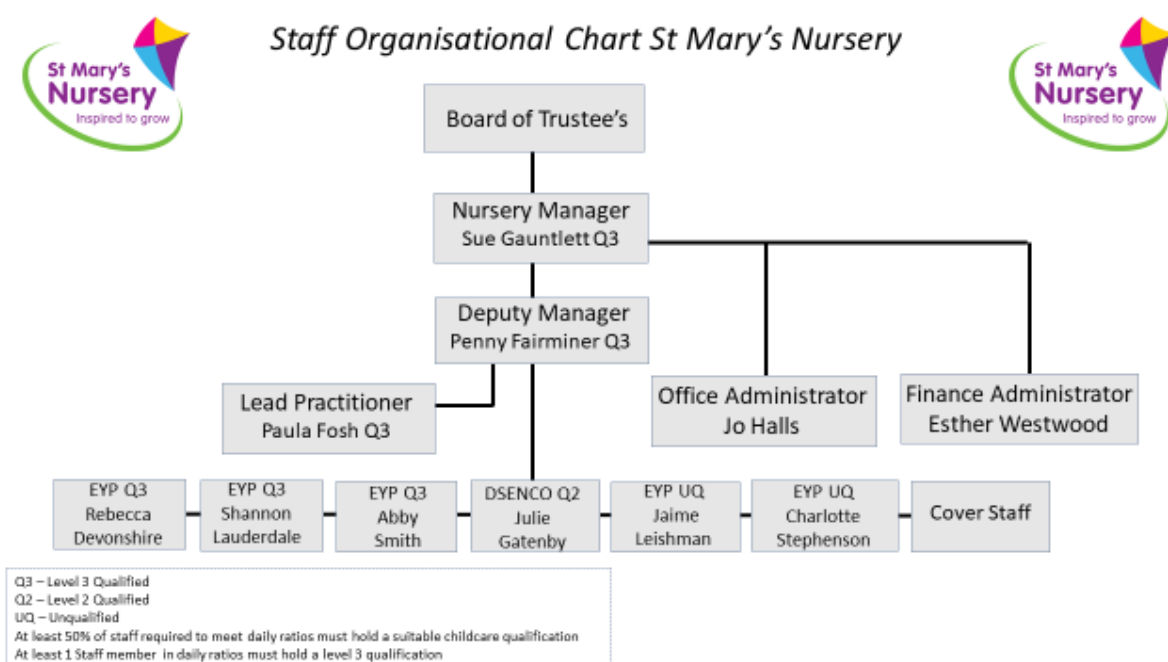 Staff Organisational Chart St Mary's Nursery
St Mary's
Nursery
Inspired to grow
St Mary's
Nursery
Inspired to grow
Board of Trustee's
Nursery Manager
Sue Gauntlett Q3
Deputy Manager
Penny Fairminer Q3
Lead Practitioner
Paula Fosh Q3
Office Administrator
Jo Halls
Finance Administrator
Esther Westwood
EYP Q3
Rebecca
Devonshire
EYP Q3
Shannon
Lauderdale
EYP Q3
Abby
Smith
DSENCO Q2
Julie
Gatenby
EYP UQ
Jaime
Leishman
EYP UQ
Charlotte
Stephenson
Cover Staff
Q3 – Level 3 Qualified
Q2 – Level 2 Qualified
UQ – Unqualified
At least 50% of staff required to meet daily ratios must hold a suitable childcare qualification
At least 1 Staff member in daily ratios must hold a level 3 qualification